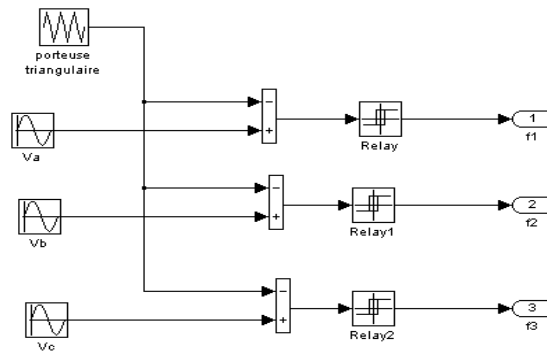 porteuse
triangulaire
−
+
Va
Relay
1
f1
−
+
Vb
Relay1
2
f2
−
+
Vc
Relay2
3
f3